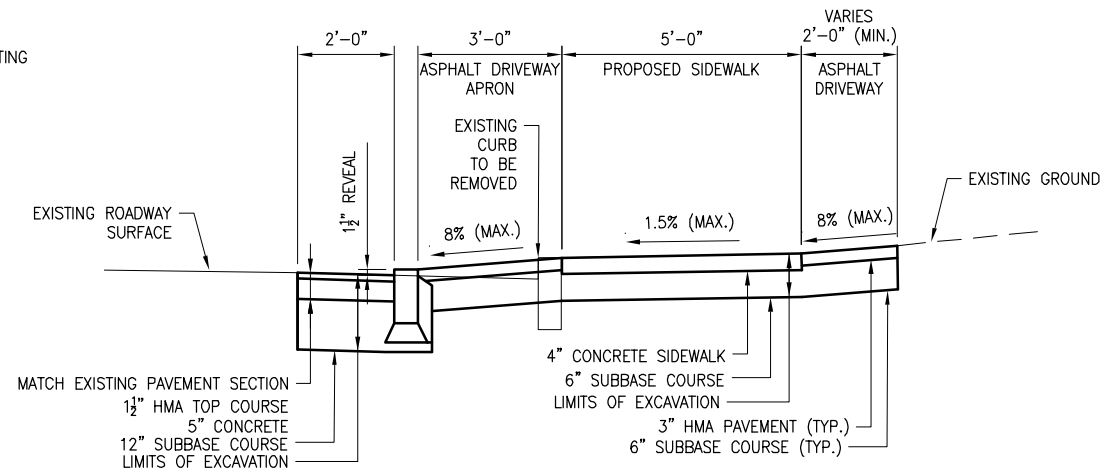 TING
2'-0"
3'-0"
5'-0"
VARIES
2'-0" (MIN.)
ASPHALT DRIVEWAY
APRON
PROPOSED SIDEWALK
ASPHALT
DRIVEWAY
EXISTING
CURB
TO BE
REMOVED
1½" REVEAL
EXISTING ROADWAY
SURFACE
8% (MAX.)
1.5% (MAX.)
8% (MAX.)
EXISTING GROUND
MATCH EXISTING PAVEMENT SECTION
1½" HMA TOP COURSE
5" CONCRETE
12" SUBBASE COURSE
LIMITS OF EXCAVATION
4" CONCRETE SIDEWALK
6" SUBBASE COURSE
LIMITS OF EXCAVATION
3" HMA PAVEMENT (TYP.)
6" SUBBASE COURSE (TYP.)